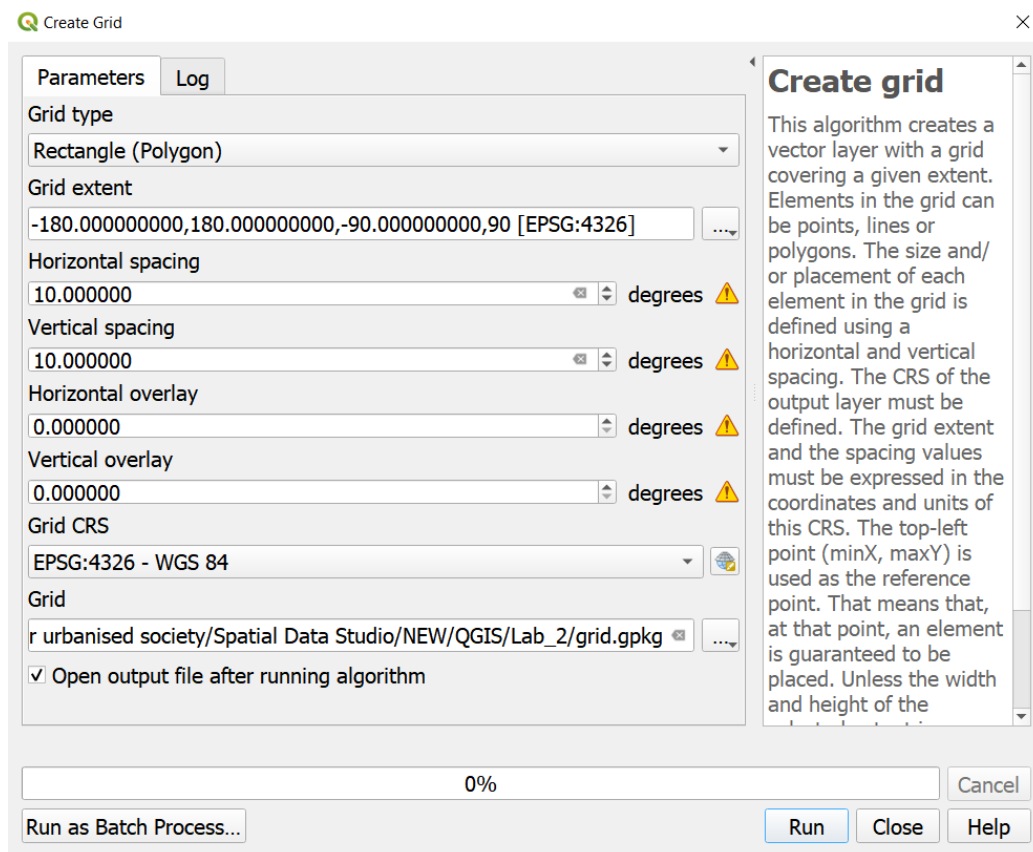 Create Grid
Parameters
Log
Grid type
Rectangle (Polygon)
Grid extent
-180.000000000,180.000000000,-90.000000000,90 [EPSG:4326]
...
Horizontal spacing
10.000000
degrees
Vertical spacing
10.000000
degrees
Horizontal overlay
0.000000
degrees
Vertical overlay
0.000000
degrees
Grid CRS
EPSG:4326 - WGS 84
Grid
r urbanised society/Spatial Data Studio/NEW/QGIS/Lab_2/grid.gpkg
...
Open output file after running algorithm
Create grid
This algorithm creates a
vector layer with a grid
covering a given extent.
Elements in the grid can
be points, lines or
polygons. The size and/
or placement of each
element in the grid is
defined using a
horizontal and vertical
spacing. The CRS of the
output layer must be
defined. The grid extent
and the spacing values
must be expressed in the
coordinates and units of
this CRS. The top-left
point (minX, maxY) is
used as the reference
point. That means that,
at that point, an element
is guaranteed to be
placed. Unless the width
and height of the
0%
Cancel
Run as Batch Process...
Run
Close
Help